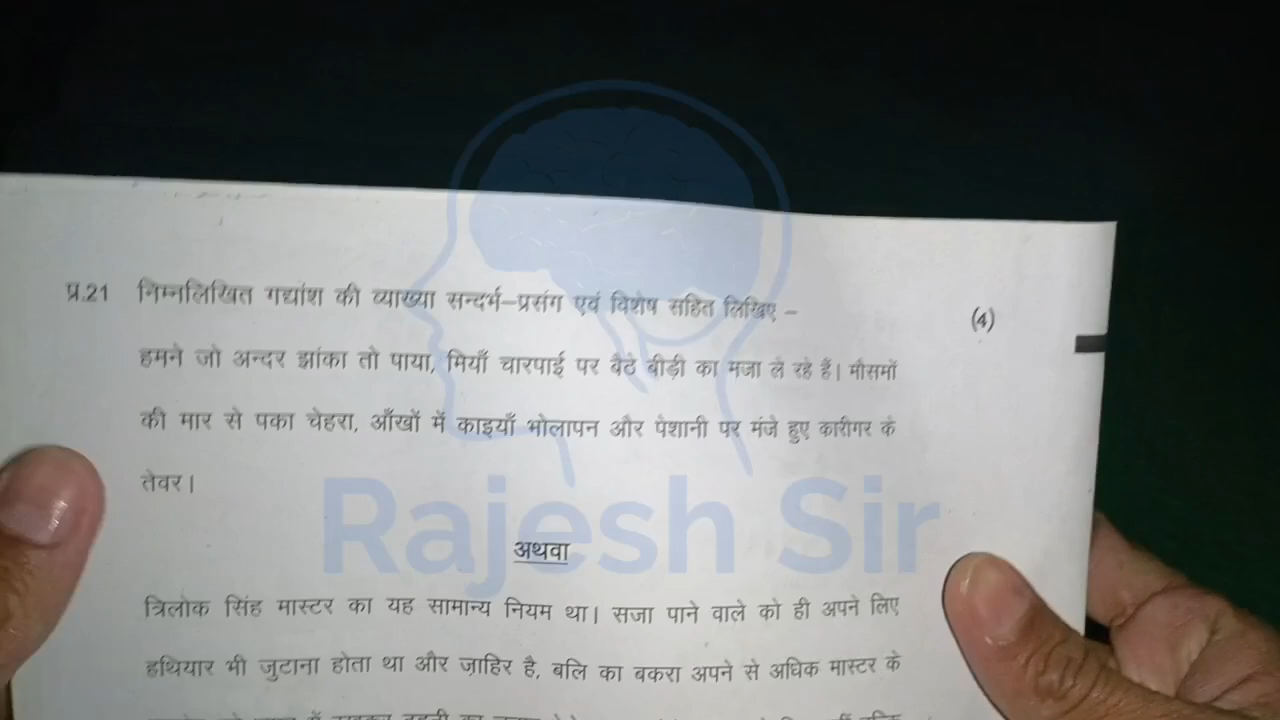 प्र.21 निम्नलिखित गद्यांश की व्याख्या सन्दर्भ–प्रसंग एवं विशेष सहित लिखिए – (4)
हमने जो अन्दर झांका तो पाया, मियाँ चारपाई पर बैठे बीड़ी का मजा ले रहे हैं। मौसमों
की मार से पका चेहरा, आँखों में काइयाँ भोलापन और पेशानी पर मंजे हुए कारीगर के
तेवर।
Rajesh Sir
अथवा
त्रिलोक सिंह मास्टर का यह सामान्य नियम था। सजा पाने वाले को ही अपने लिए
हथियार भी जुटाना होता था और ज़ाहिर है, बलि का बकरा अपने से अधिक मास्टर के